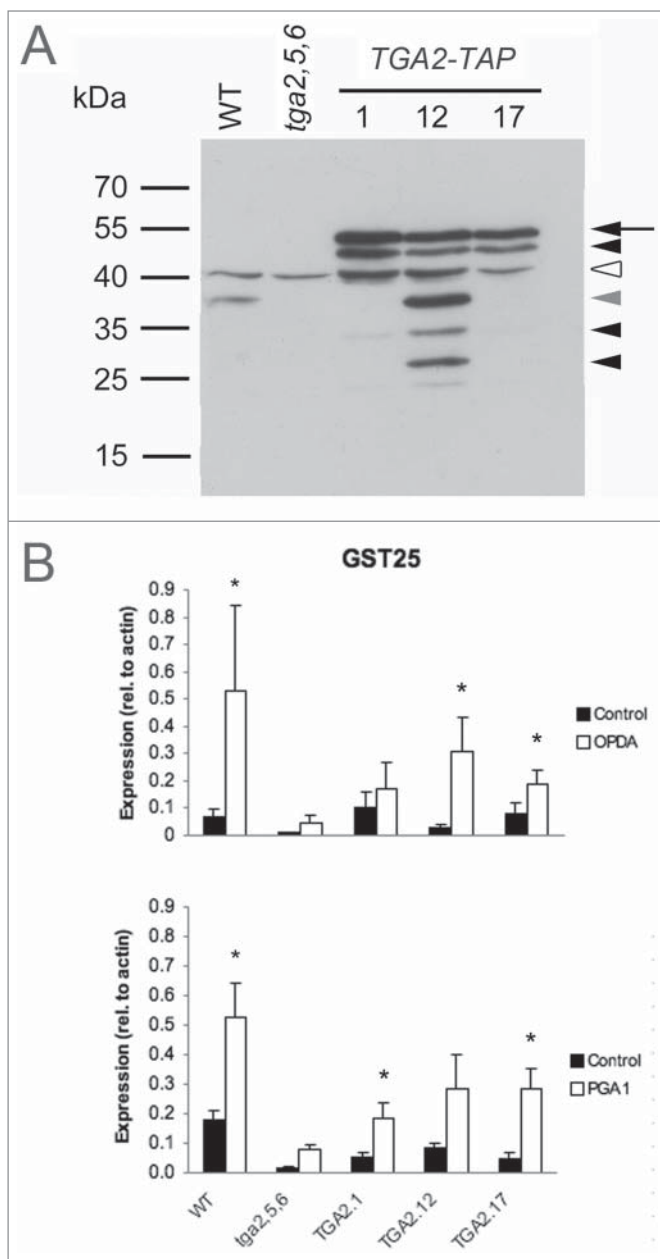 A
kDa
WT
tga2,5,6
TGA2-TAP
1 12 17
70
55
40
35
25
15
B
GST25
Expression (rel. to actin)
0.9
0.8
0.7
0.6
0.5
0.4
0.3
0.2
0.1
0
*
*
*
Control
OPDA
Expression (rel. to actin)
0.9
0.8
0.7
0.6
0.5
0.4
0.3
0.2
0.1
0.0
*
*
*
Control
PGA1
WT
tga2,5,6
TGA2.1
TGA2.12
TGA2.17